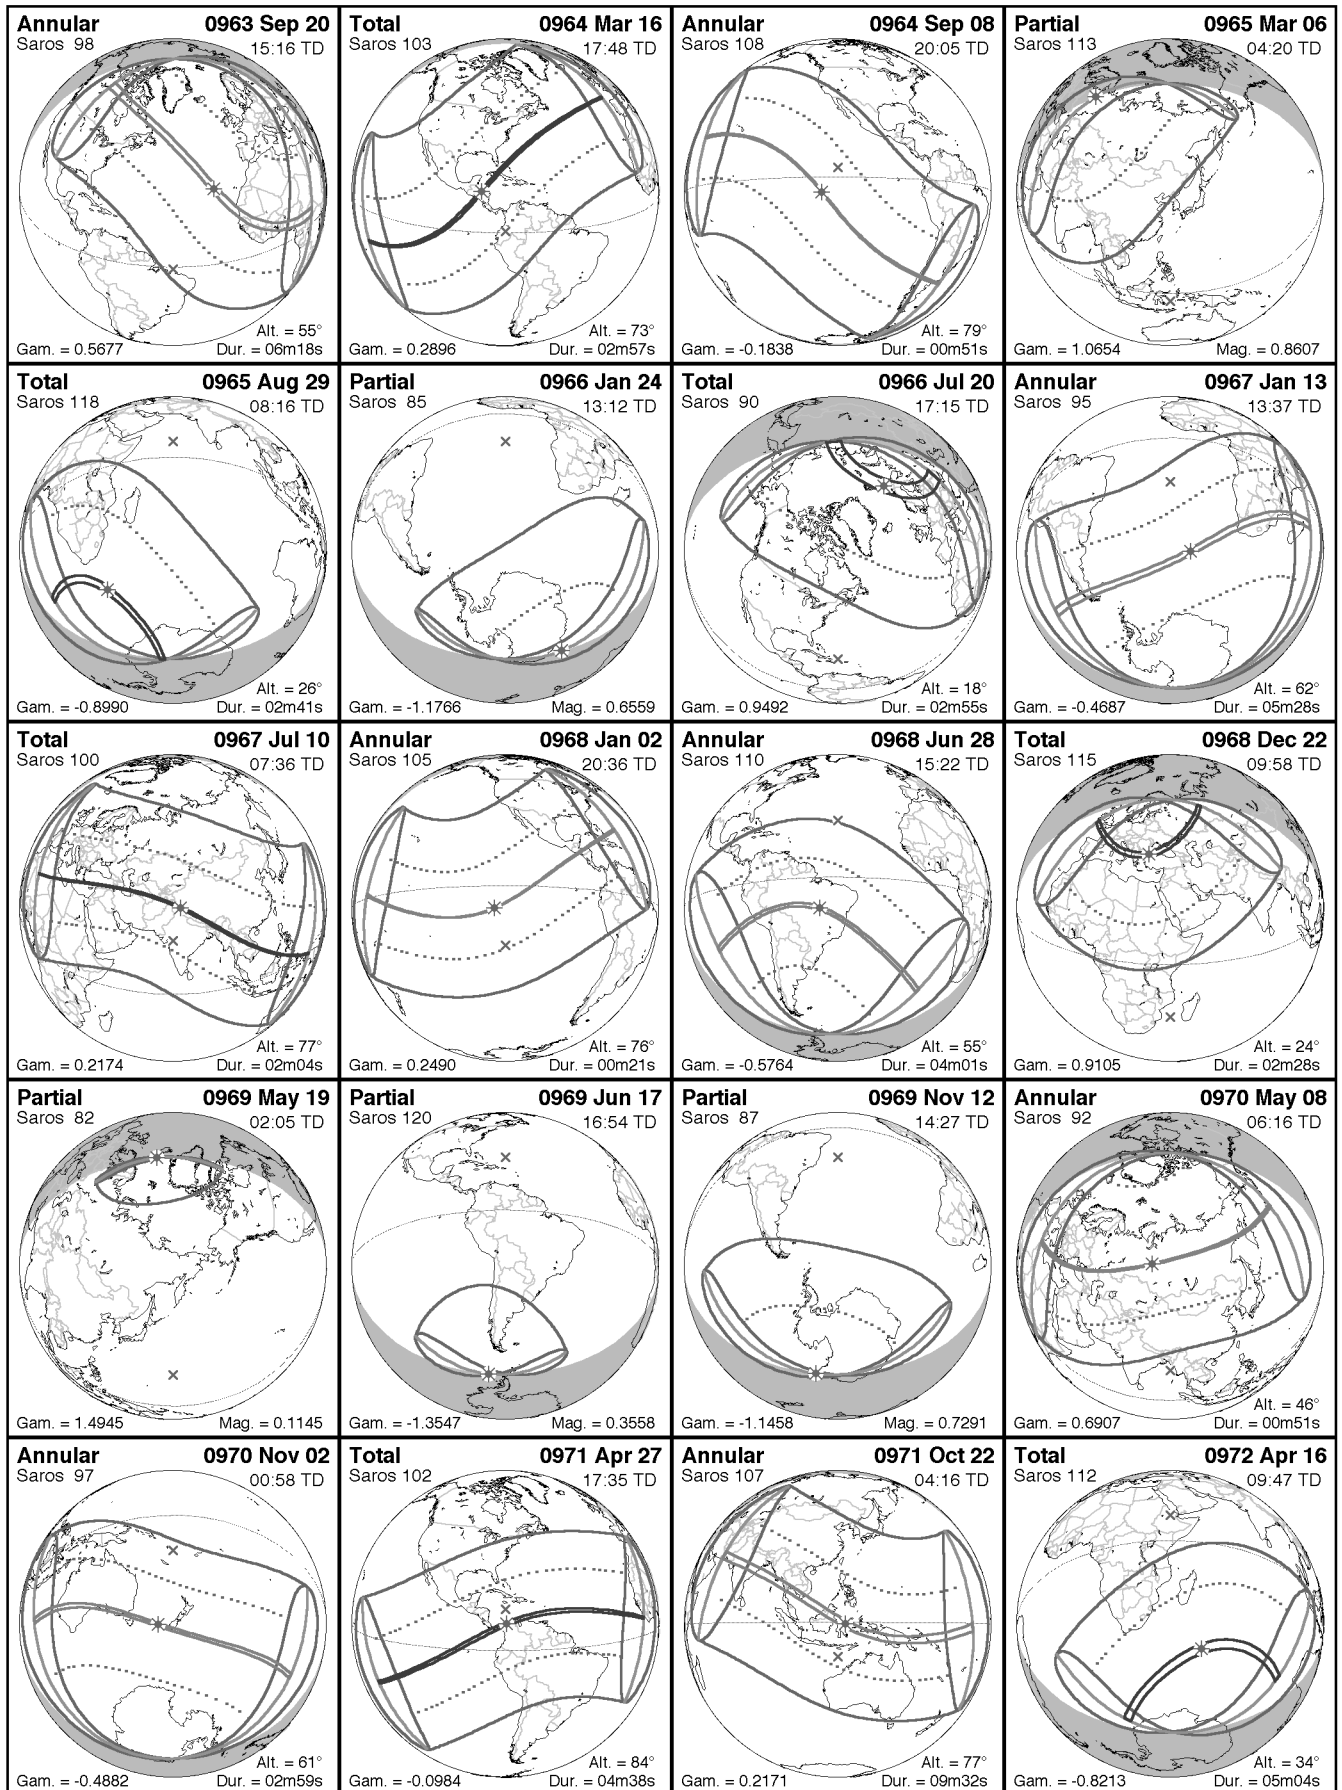 Annular 0963 Sep 20
Saros 98 15:16 TD
Alt. = 55°
Gam. = 0.5677 Dur. = 06m18s
Total 0964 Mar 16
Saros 103 17:48 TD
Alt. = 73°
Gam. = 0.2896 Dur. = 02m57s
Annular 0964 Sep 08
Saros 108 20:05 TD
Alt. = 79°
Gam. = -0.1838 Dur. = 00m51s
Partial 0965 Mar 06
Saros 113 04:20 TD
Gam. = 1.0654 Mag. = 0.8607
Total 0965 Aug 29
Saros 118 08:16 TD
Alt. = 26°
Gam. = -0.8990 Dur. = 02m41s
Partial 0966 Jan 24
Saros 85 13:12 TD
Gam. = -1.1766 Mag. = 0.6559
Total 0966 Jul 20
Saros 90 17:15 TD
Alt. = 18°
Gam. = 0.9492 Dur. = 02m55s
Annular 0967 Jan 13
Saros 95 13:37 TD
Alt. = 62°
Gam. = -0.4687 Dur. = 05m28s
Total 0967 Jul 10
Saros 100 07:36 TD
Alt. = 77°
Gam. = 0.2174 Dur. = 02m04s
Annular 0968 Jan 02
Saros 105 20:36 TD
Alt. = 76°
Gam. = 0.2490 Dur. = 00m21s
Annular 0968 Jun 28
Saros 110 15:22 TD
Alt. = 55°
Gam. = -0.5764 Dur. = 04m01s
Total 0968 Dec 22
Saros 115 09:58 TD
Alt. = 24°
Gam. = 0.9105 Dur. = 02m28s
Partial 0969 May 19
Saros 82 02:05 TD
Gam. = 1.4945 Mag. = 0.1145
Partial 0969 Jun 17
Saros 120 16:54 TD
Gam. = -1.3547 Mag. = 0.3558
Partial 0969 Nov 12
Saros 87 14:27 TD
Gam. = -1.1458 Mag. = 0.7291
Annular 0970 May 08
Saros 92 06:16 TD
Alt. = 46°
Gam. = 0.6907 Dur. = 00m51s
Annular 0970 Nov 02
Saros 97 00:58 TD
Alt. = 61°
Gam. = -0.4882 Dur. = 02m59s
Total 0971 Apr 27
Saros 102 17:35 TD
Alt. = 84°
Gam. = -0.0984 Dur. = 04m38s
Annular 0971 Oct 22
Saros 107 04:16 TD
Alt. = 77°
Gam. = 0.2171 Dur. = 09m32s
Total 0972 Apr 16
Saros 112 09:47 TD
Alt. = 34°
Gam. = -0.8213 Dur. = 05m04s